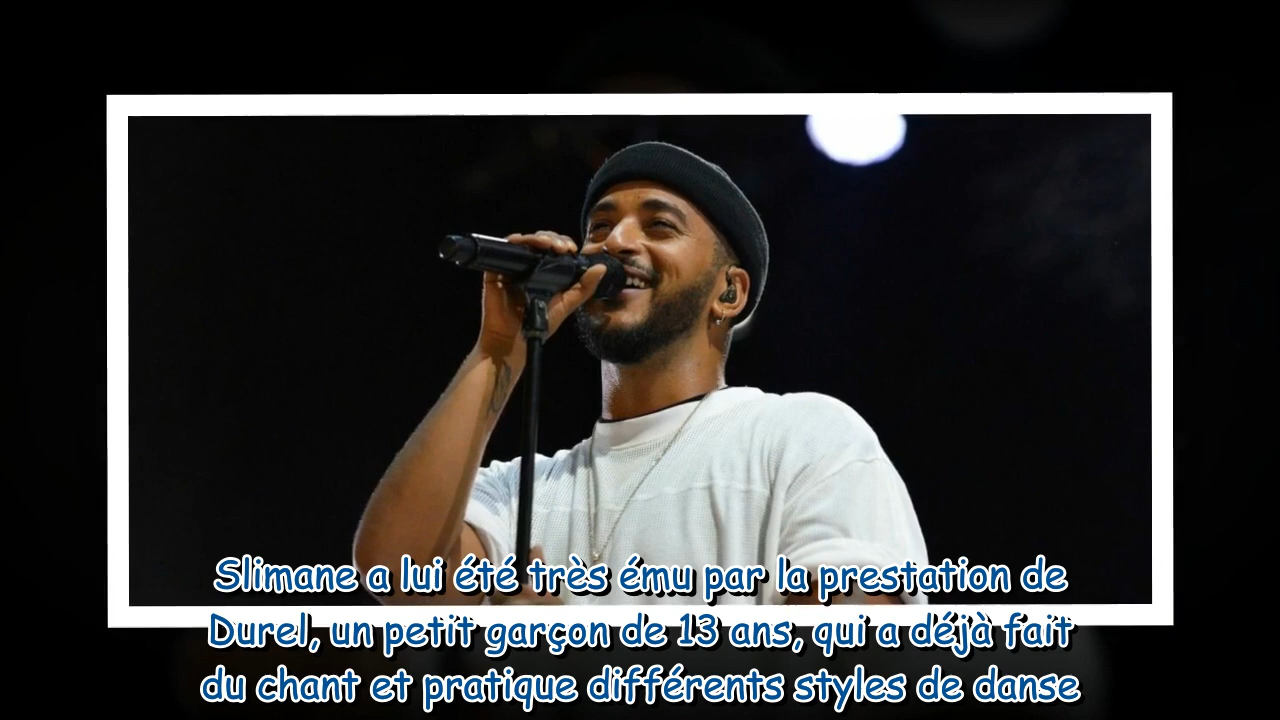 Slimane a lui été très ému par la prestation de
Durel, un petit garçon de 13 ans, qui a déjà fait
du chant et pratique différents styles de danse